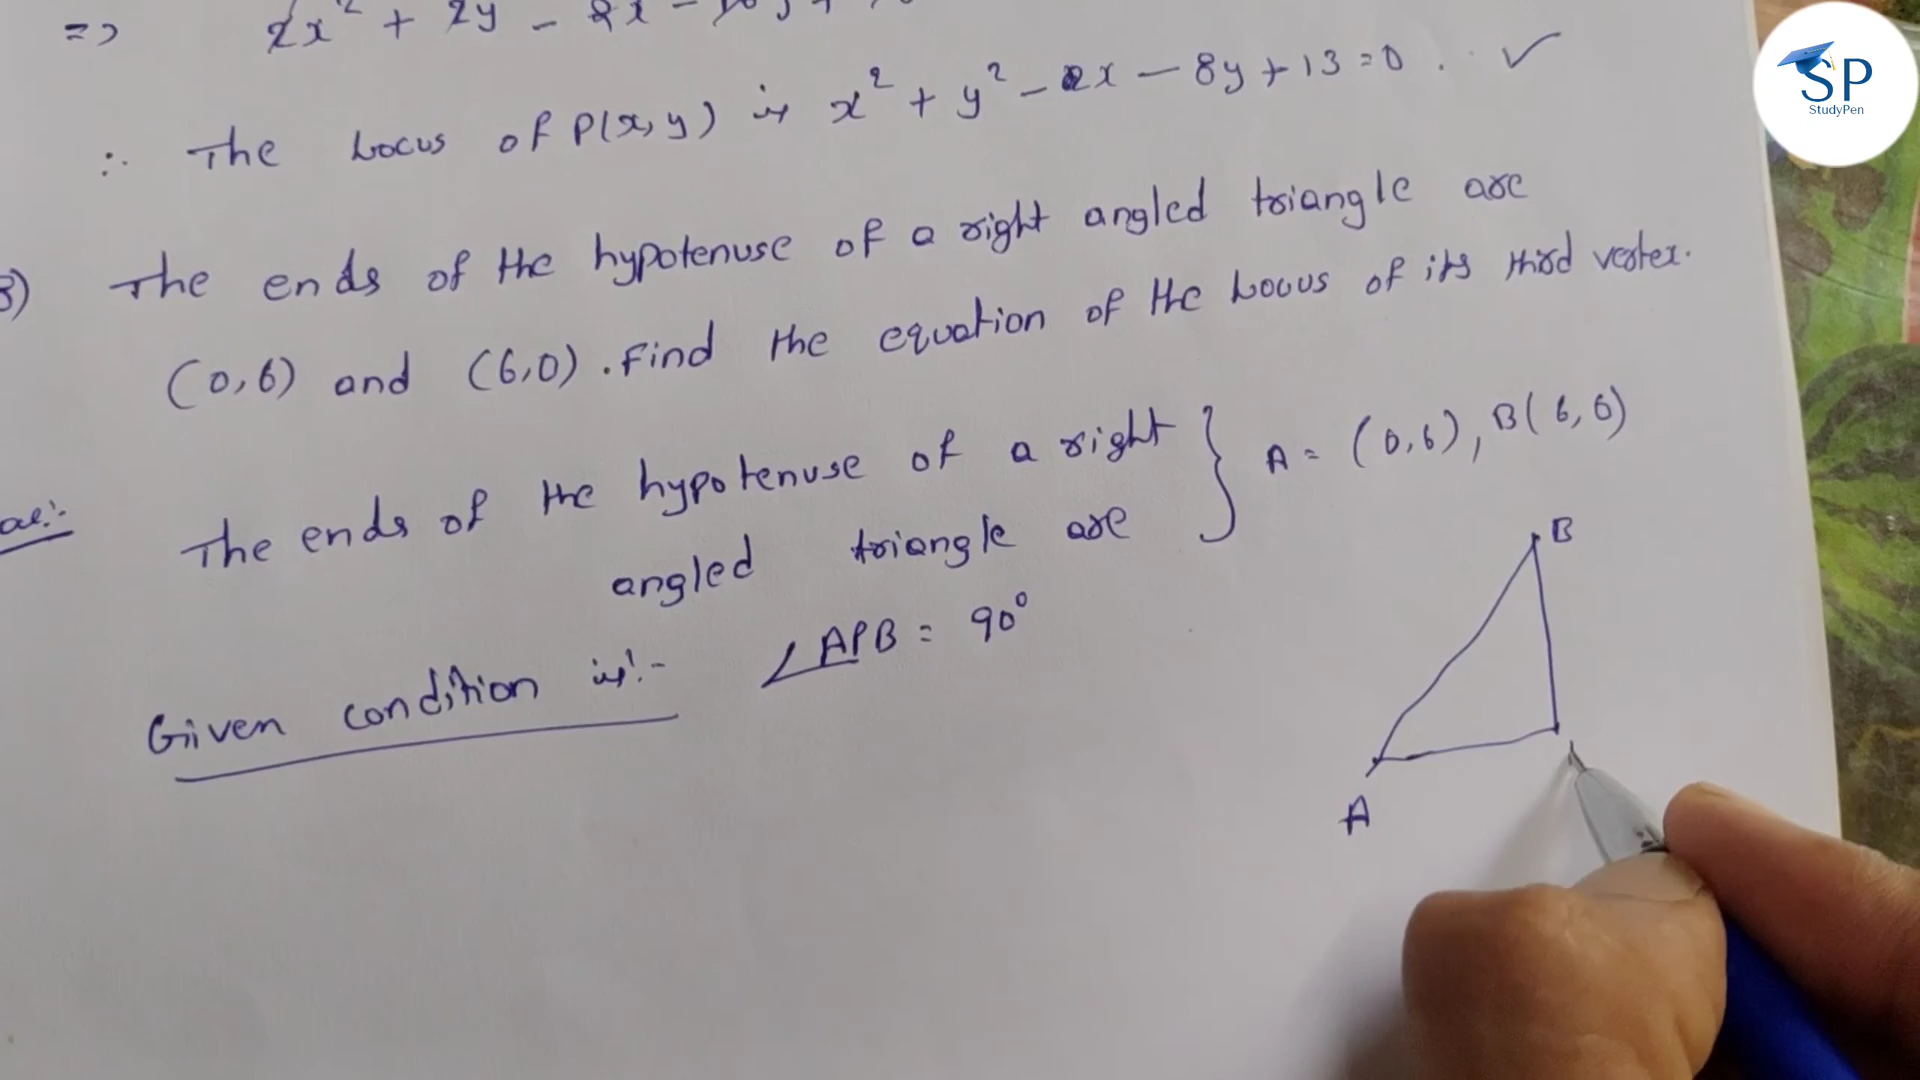 => 2x² + 2y - 2x -
∴ The Locus of P(x,y) is x² + y² - 2x - 8y + 13 = 0 . ✓
3) The ends of the hypotenuse of a right angled triangle are
(0,6) and (6,0) . Find the equation of the Locus of its third vertex.
The ends of the hypotenuse of a right
angled triangle are } A = (0,6), B(6,0)
Given condition is:- ∠APB = 90°
B
A
SP
StudyPen